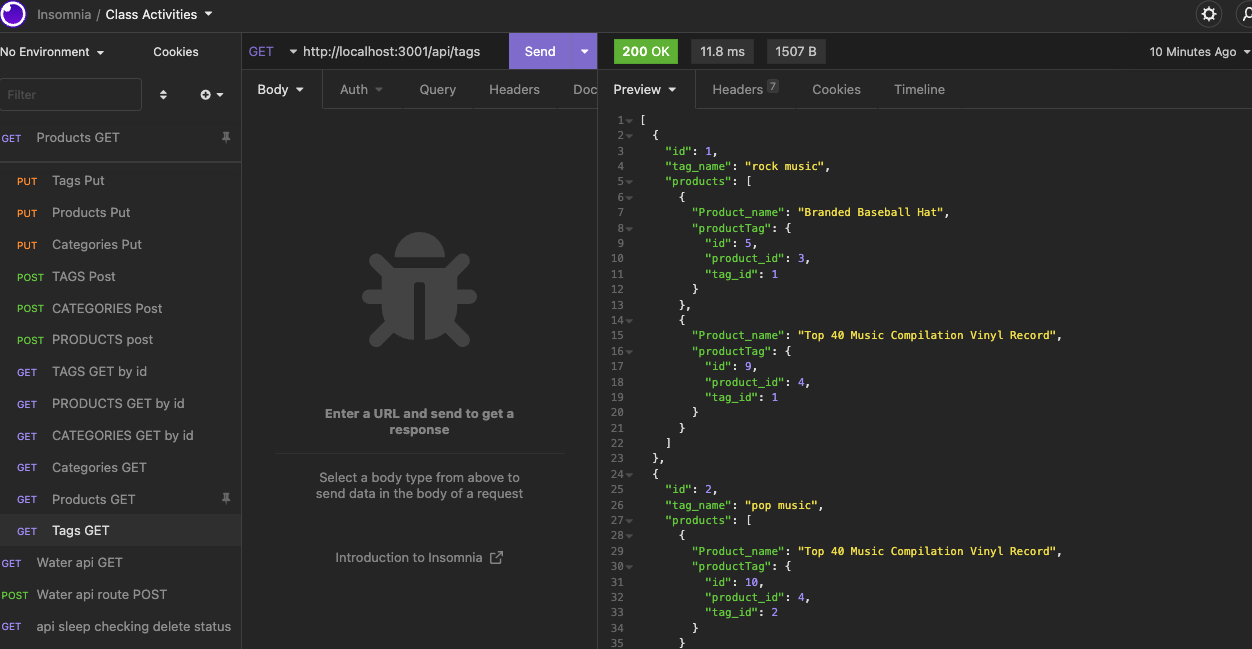 Insomnia / Class Activities
No Environment
Cookies
Filter
GET Products GET
PUT Tags Put
PUT Products Put
PUT Categories Put
POST TAGS Post
POST CATEGORIES Post
POST PRODUCTS post
GET TAGS GET by id
GET PRODUCTS GET by id
GET CATEGORIES GET by id
GET Categories GET
GET Products GET
GET Tags GET
GET Water api GET
POST Water api route POST
GET api sleep checking delete status
GET http://localhost:3001/api/tags Send
Body Auth Query Headers Doc
Enter a URL and send to get a
response
Select a body type from above to
send data in the body of a request
Introduction to Insomnia
200 OK 11.8 ms 1507 B 10 Minutes Ago
Preview Headers 7 Cookies Timeline
1 [
2 {
3 "id": 1,
4 "tag_name": "rock music",
5 "products": [
6 {
7 "Product_name": "Branded Baseball Hat",
8 "productTag": {
9 "id": 5,
10 "product_id": 3,
11 "tag_id": 1
12 }
13 },
14 {
15 "Product_name": "Top 40 Music Compilation Vinyl Record",
16 "productTag": {
17 "id": 9,
18 "product_id": 4,
19 "tag_id": 1
20 }
21 }
22 ]
23 },
24 {
25 "id": 2,
26 "tag_name": "pop music",
27 "products": [
28 {
29 "Product_name": "Top 40 Music Compilation Vinyl Record",
30 "productTag": {
31 "id": 10,
32 "product_id": 4,
33 "tag_id": 2
34 }
35 }